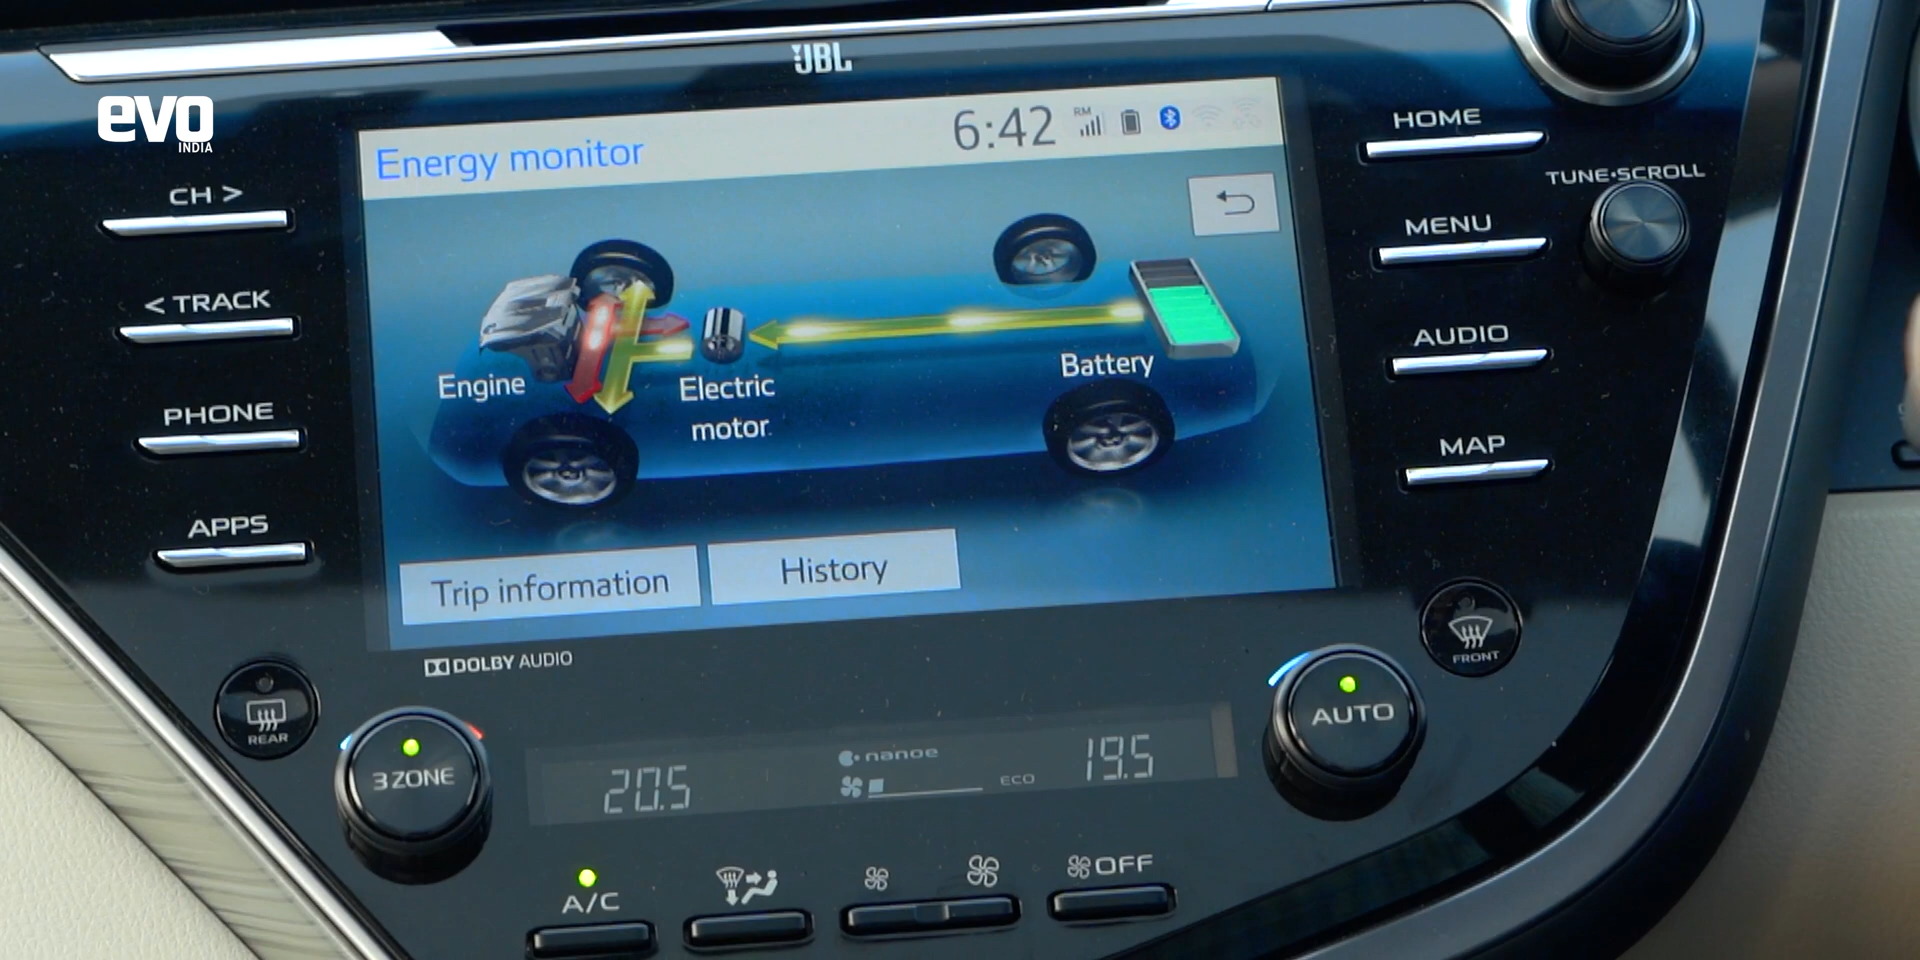 JBL
evo
INDIA
Energy monitor
6:42
RM
CH >
< TRACK
PHONE
APPS
HOME
TUNE•SCROLL
MENU
AUDIO
MAP
Engine
Electric
motor
Battery
Trip information
History
DOLBY AUDIO
REAR
FRONT
3 ZONE
AUTO
20.5
nanoe
ECO
19.5
A/C
OFF